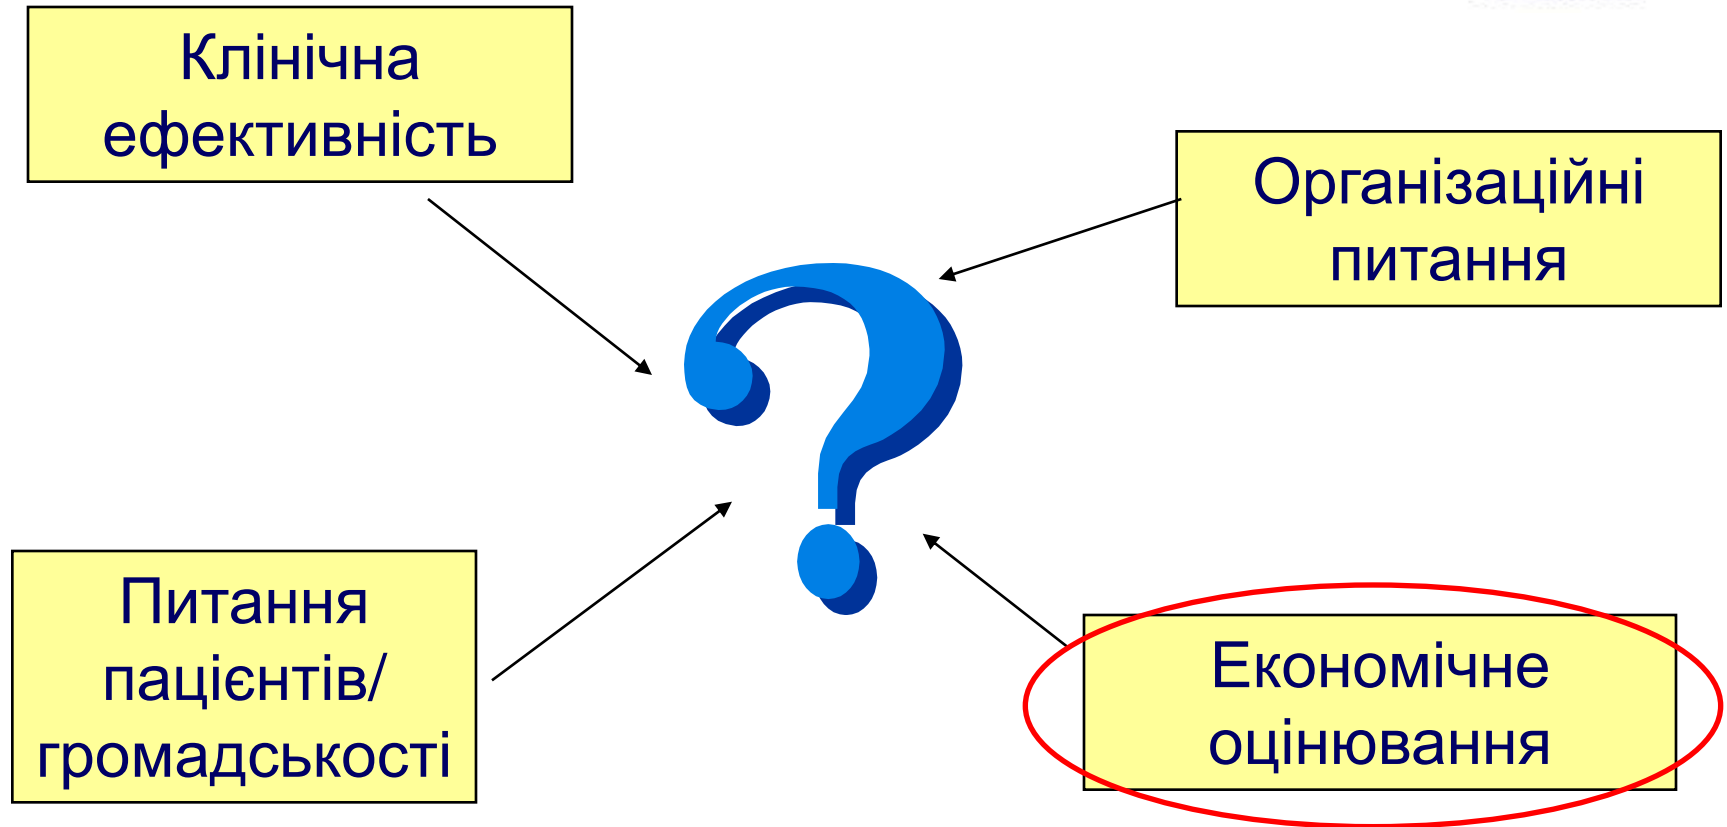 Клінічна
ефективність
Організаційні
питання
Питання
пацієнтів/
громадськості
Економічне
оцінювання